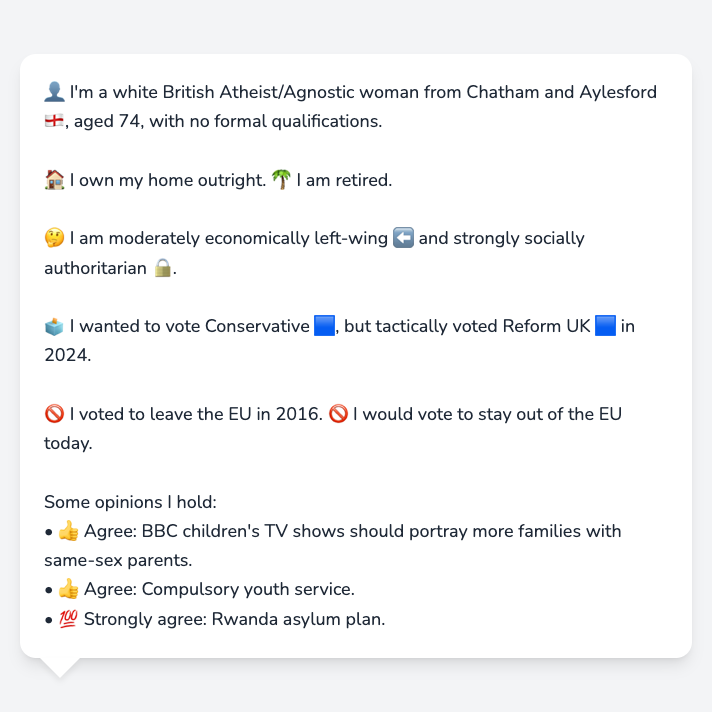 👤 I'm a white British Atheist/Agnostic woman from Chatham and Aylesford
🏴󠁧󠁢󠁥󠁮󠁧󠁿, aged 74, with no formal qualifications.
🏠 I own my home outright. 🌴 I am retired.
🤔 I am moderately economically left-wing ⬅️ and strongly socially
authoritarian 🔒.
🗳️ I wanted to vote Conservative 🟦, but tactically voted Reform UK 🟦 in
2024.
🚫 I voted to leave the EU in 2016. 🚫 I would vote to stay out of the EU
today.
Some opinions I hold:
• 👍 Agree: BBC children's TV shows should portray more families with
same-sex parents.
• 👍 Agree: Compulsory youth service.
• 💯 Strongly agree: Rwanda asylum plan.